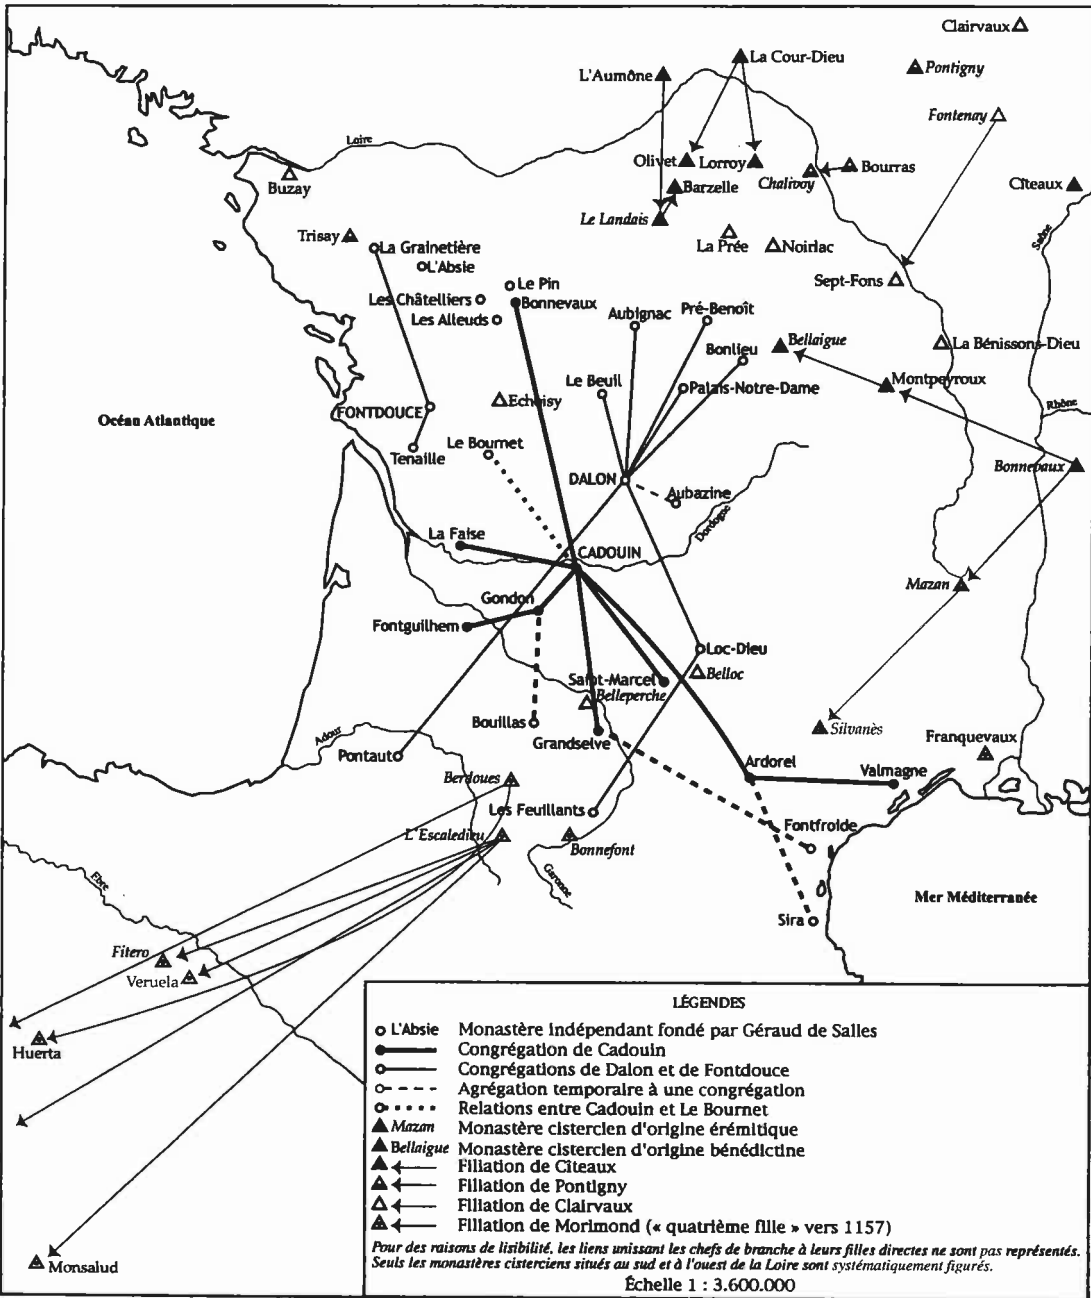 Clairvaux
La Cour-Dieu
Pontigny
L'Aumône
Fontenay
Loire
Olivet
Lorroy
Bourras
Chalivoy
Buzay
Barzelle
Cîteaux
Le Landais
Trisay
La Prée
Noirlac
Saône
La Grainetière
L'Absie
Sept-Fons
Le Pin
Les Châtelliers
Bonnevaux
Les Alleuds
Aubignac
Pré-Benoît
Bellaigue
La Bénissons-Dieu
Bonlieu
Le Beuil
Palais-Notre-Dame
Montpeyroux
Echoisy
Rhône
FONTDOUCE
Océan Atlantique
Le Bournet
Tenaille
Bonnevaux
DALON
Aubazine
Dordogne
La Faise
CADOUIN
Mazan
Gondon
Fontguilhem
Loc-Dieu
Belloc
Saint-Marcel
Belleperche
Bouillas
Silvanès
Adour
Grandselve
Franquevaux
Pontaut
Ardorel
Valmagne
Berdoues
Les Feuillants
Fontfroide
L'Escaledieu
Bonnefont
Garonne
Ebre
Mer Méditerranée
Sira
Fitero
Veruela
Huerta
Monsalud
LÉGENDES
L'Absie Monastère indépendant fondé par Géraud de Salles
Congrégation de Cadouin
Congrégations de Dalon et de Fontdouce
Agrégation temporaire à une congrégation
Relations entre Cadouin et Le Bournet
Mazan Monastère cistercien d'origine érémitique
Bellaigue Monastère cistercien d'origine bénédictine
Filiation de Cîteaux
Filiation de Pontigny
Filiation de Clairvaux
Filiation de Morimond (« quatrième fille » vers 1157)
Pour des raisons de lisibilité, les liens unissant les chefs de branche à leurs filles directes ne sont pas représentés.
Seuls les monastères cisterciens situés au sud et à l'ouest de la Loire sont systématiquement figurés.
Échelle 1 : 3.600.000